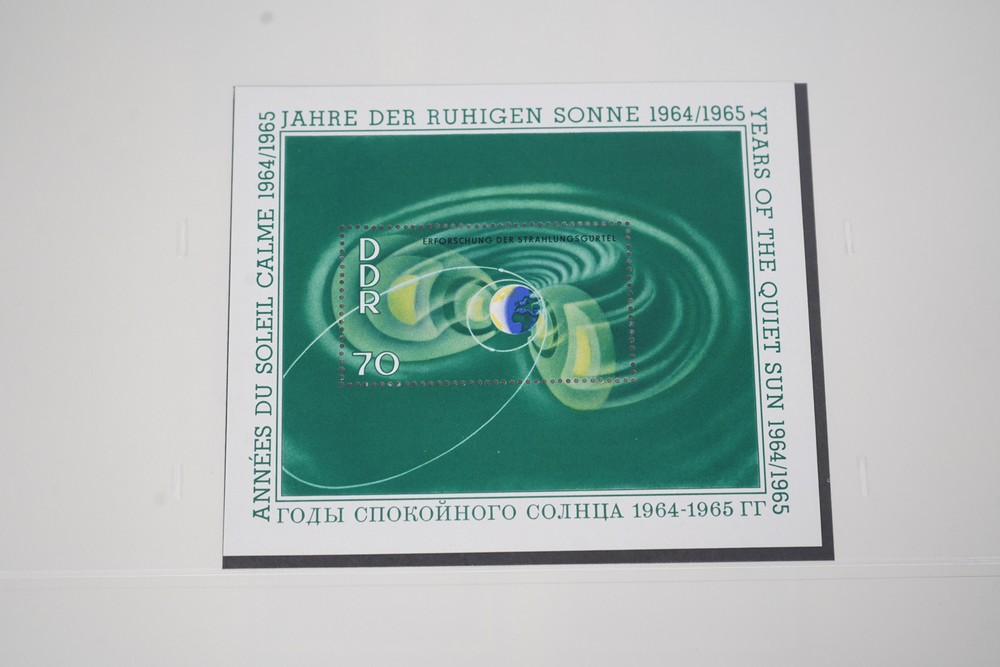 JAHRE DER RUHIGEN SONNE 1964/1965
YEARS OF THE QUIET SUN 1964/1965
ANNÉES DU SOLEIL CALME 1964/1965
ERFORSCHUNG DER STRAHLUNGSGÜRTEL
DDR
70
ГОДЫ СПОКОЙНОГО СОЛНЦА 1964-1965 ГГ